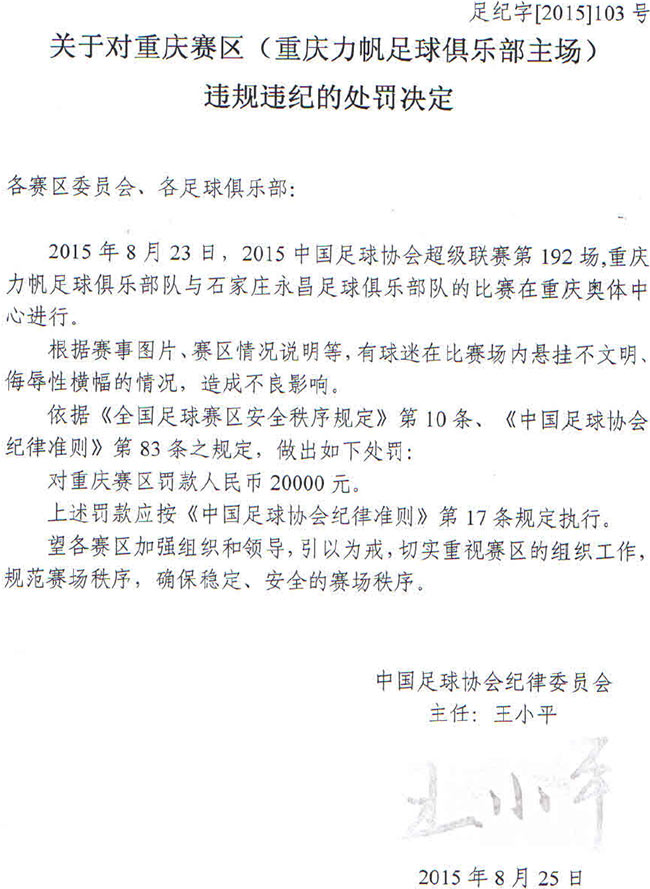 足纪字[2015]103 号
关于对重庆赛区（重庆力帆足球俱乐部主场）
违规违纪的处罚决定
各赛区委员会、各足球俱乐部：
2015 年 8 月 23 日，2015 中国足球协会超级联赛第 192 场,重庆
力帆足球俱乐部队与石家庄永昌足球俱乐部队的比赛在重庆奥体中
心进行。
根据赛事图片、赛区情况说明等，有球迷在比赛场内悬挂不文明、
侮辱性横幅的情况，造成不良影响。
依据《全国足球赛区安全秩序规定》第 10 条、《中国足球协会
纪律准则》第 83 条之规定，做出如下处罚：
对重庆赛区罚款人民币 20000 元。
上述罚款应按《中国足球协会纪律准则》第 17 条规定执行。
望各赛区加强组织和领导，引以为戒，切实重视赛区的组织工作，
规范赛场秩序，确保稳定、安全的赛场秩序。
中国足球协会纪律委员会
主任：王小平
王小平
2015 年 8 月 25 日